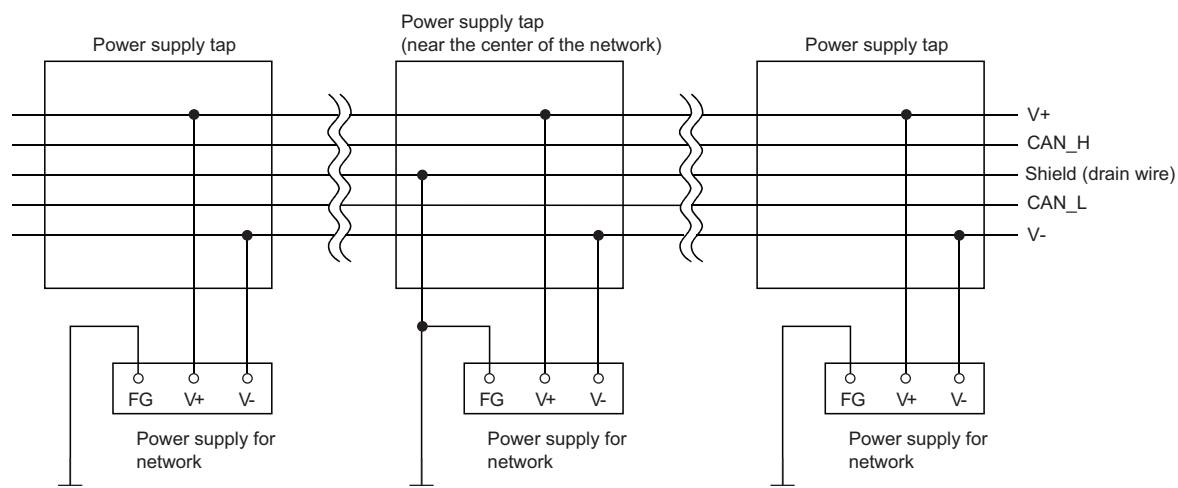 Power supply tap
Power supply tap
(near the center of the network)
Power supply tap
V+
CAN_H
Shield (drain wire)
CAN_L
V-
FG V+ V-
Power supply for
network
FG V+ V-
Power supply for
network
FG V+ V-
Power supply for
network